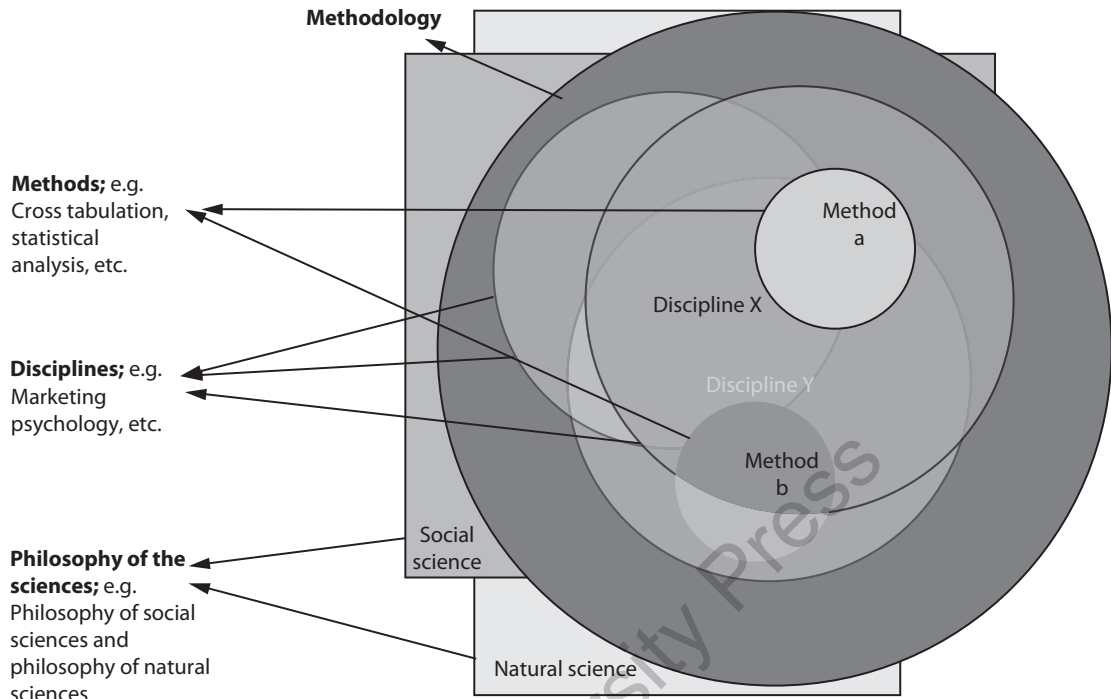 Methodology
Methods; e.g.
Cross tabulation,
statistical
analysis, etc.
Method
a
Discipline X
Disciplines; e.g.
Marketing
psychology, etc.
Discipline Y
Method
b
Social
science
Philosophy of the
sciences; e.g.
Philosophy of social
sciences and
philosophy of natural
sciences
Natural science
Press